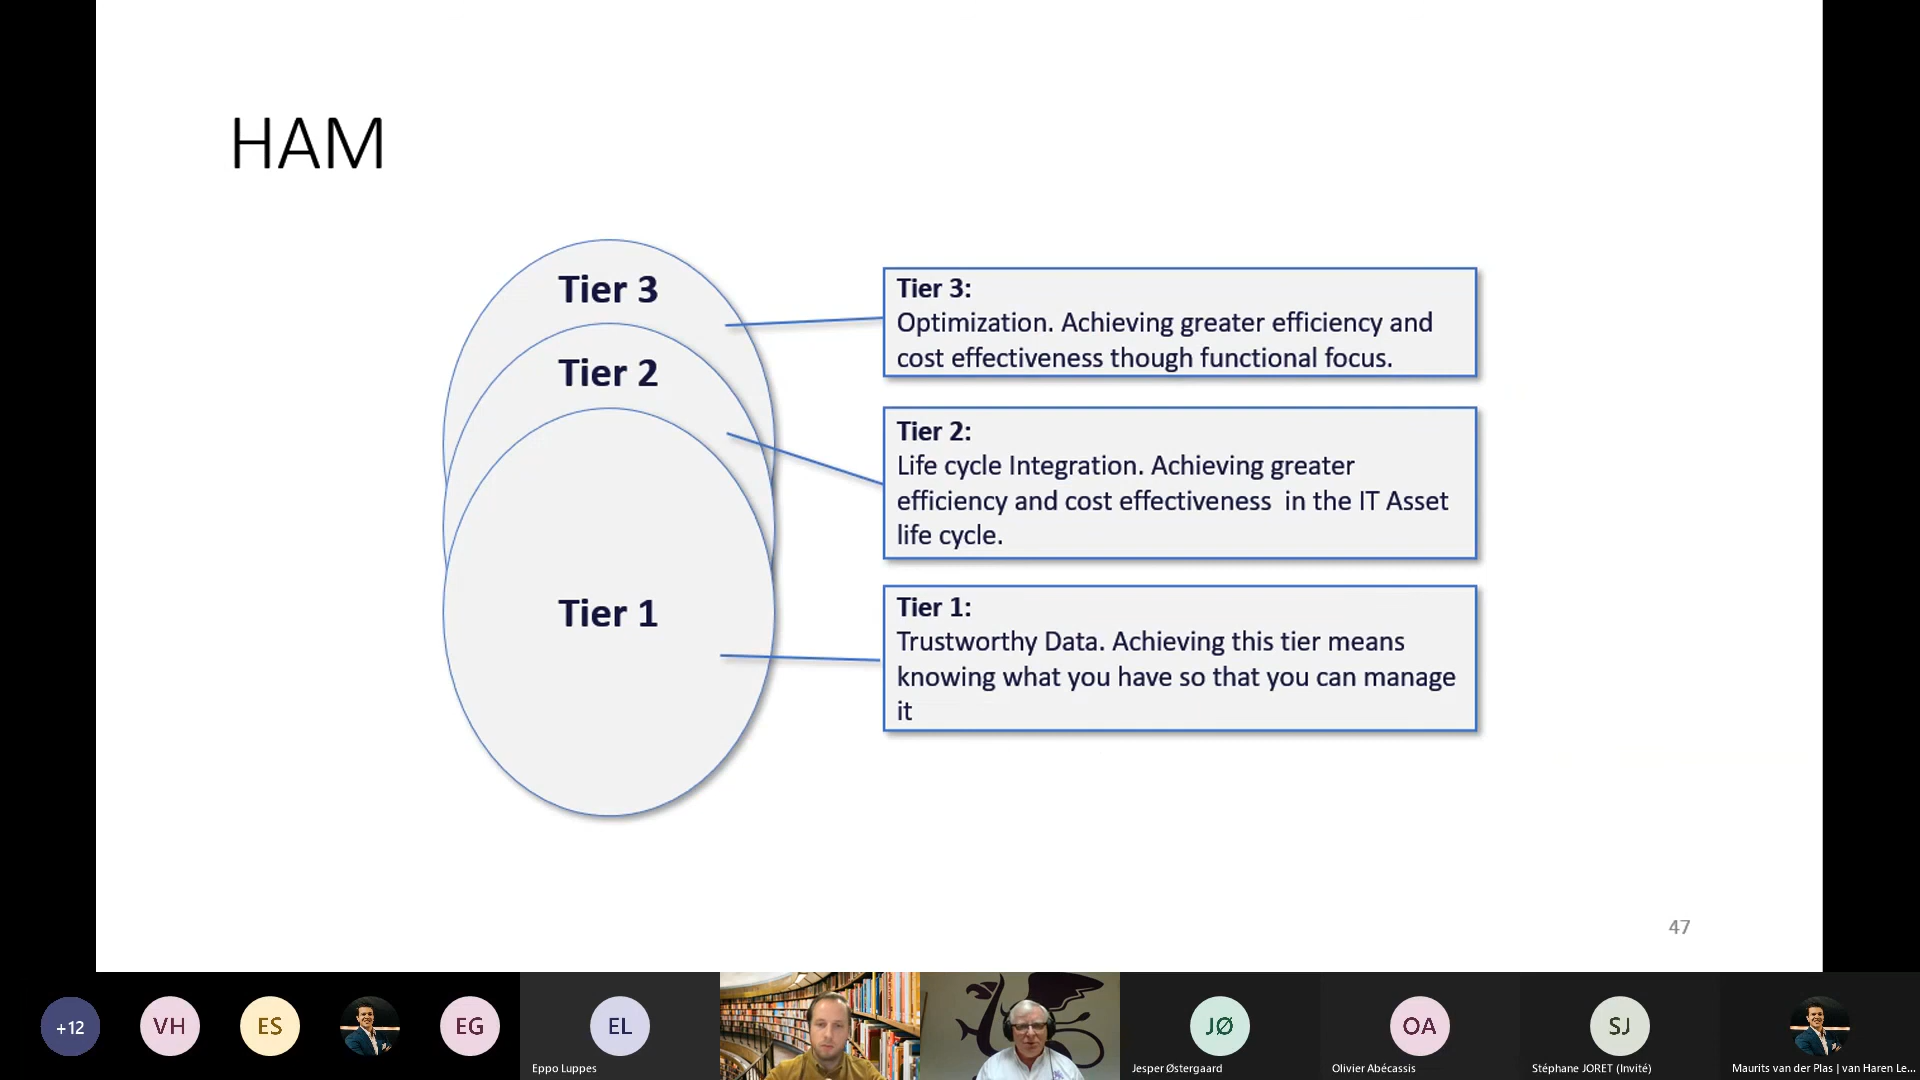 HAM
Tier 3
Tier 2
Tier 1
Tier 3:
Optimization. Achieving greater efficiency and
cost effectiveness though functional focus.
Tier 2:
Life cycle Integration. Achieving greater
efficiency and cost effectiveness  in the IT Asset
life cycle.
Tier 1:
Trustworthy Data. Achieving this tier means
knowing what you have so that you can manage
it
47
+12
VH
ES
EG
EL
Eppo Luppes
JØ
Jesper Østergaard
OA
Olivier Abécassis
SJ
Stéphane JORET (Invité)
Maurits van der Plas | van Haren Le...